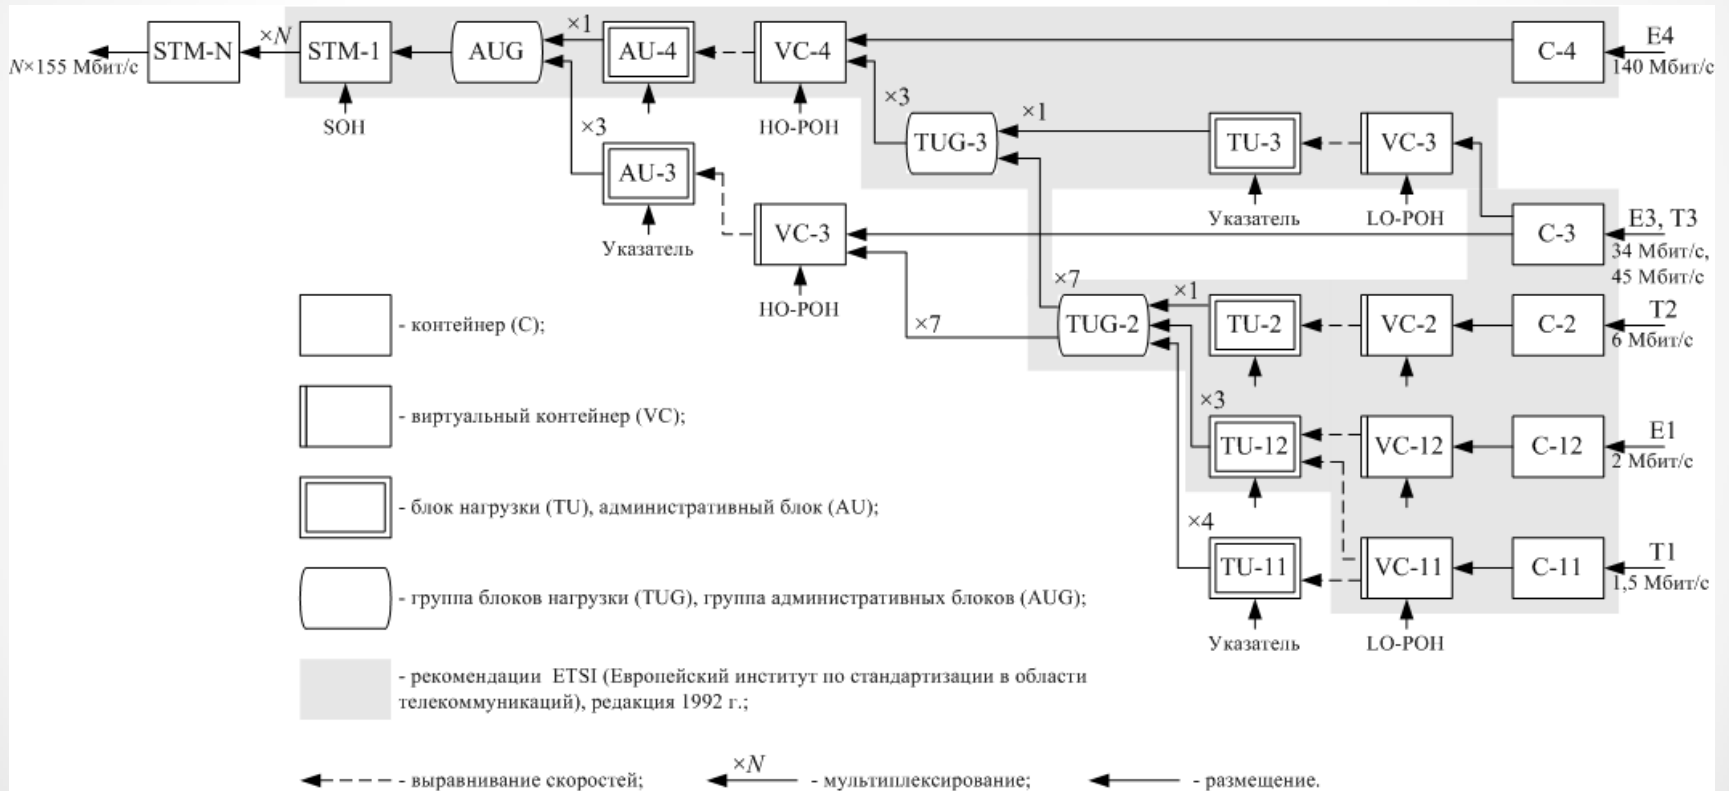 STM-N
×N
STM-1
AUG
×1
AU-4
VC-4
C-4
E4
N×155 Мбит/с
140 Мбит/с
SOH
×3
HO-POH
×3
TUG-3
×1
TU-3
VC-3
AU-3
Указатель
LO-POH
VC-3
C-3
E3, T3
Указатель
34 Мбит/с,
45 Мбит/с
HO-POH
×7
×7
TUG-2
×1
TU-2
VC-2
C-2
T2
6 Мбит/с
×3
TU-12
VC-12
C-12
E1
2 Мбит/с
×4
TU-11
VC-11
C-11
T1
1,5 Мбит/с
Указатель
LO-POH
- контейнер (C);
- виртуальный контейнер (VC);
- блок нагрузки (TU), административный блок (AU);
- группа блоков нагрузки (TUG), группа административных блоков (AUG);
- рекомендации ETSI (Европейский институт по стандартизации в области
телекоммуникаций), редакция 1992 г.;
- выравнивание скоростей;
×N
- мультиплексирование;
- размещение.